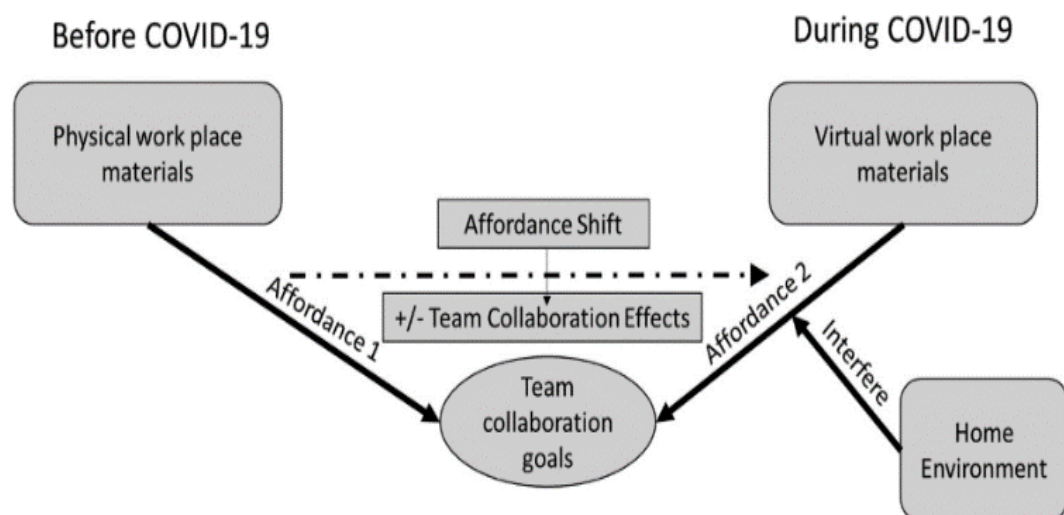 Before COVID-19
During COVID-19
Physical work place
materials
Virtual work place
materials
Affordance Shift
Affordance 1
+/- Team Collaboration Effects
Affordance 2
Interfere
Team
collaboration
goals
Home
Environment